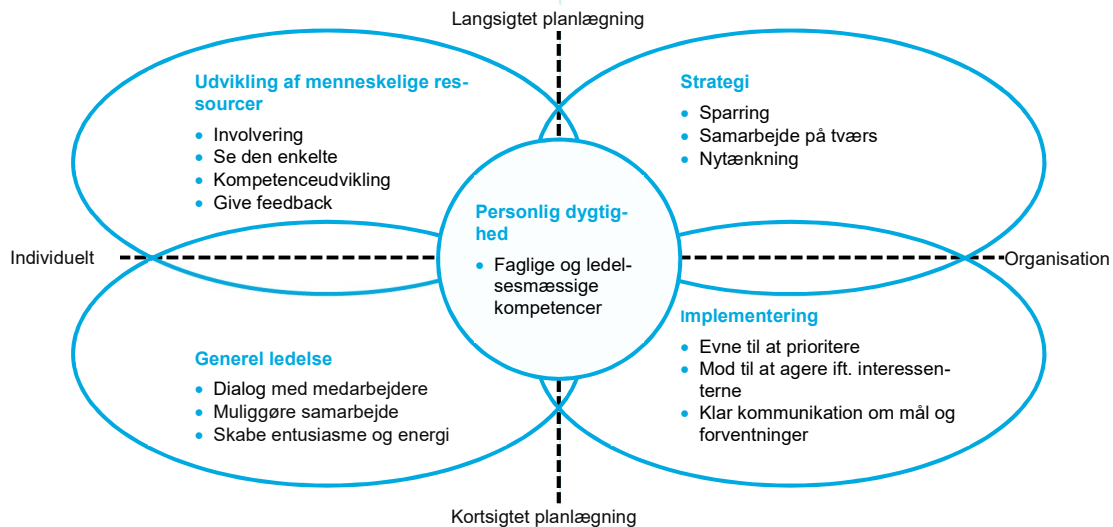 Langsigtet planlægning
Udvikling af menneskelige res-
sourcer
• Involvering
• Se den enkelte
• Kompetenceudvikling
• Give feedback
Strategi
• Sparring
• Samarbejde på tværs
• Nytænkning
Individuelt
Personlig dygtig-
hed
• Faglige og ledel-
sesmæssige
kompetencer
Organisation
Generel ledelse
• Dialog med medarbejdere
• Muliggøre samarbejde
• Skabe entusiasme og energi
Implementering
• Evne til at prioritere
• Mod til at agere ift. interessen-
terne
• Klar kommunikation om mål og
forventninger
Kortsigtet planlægning